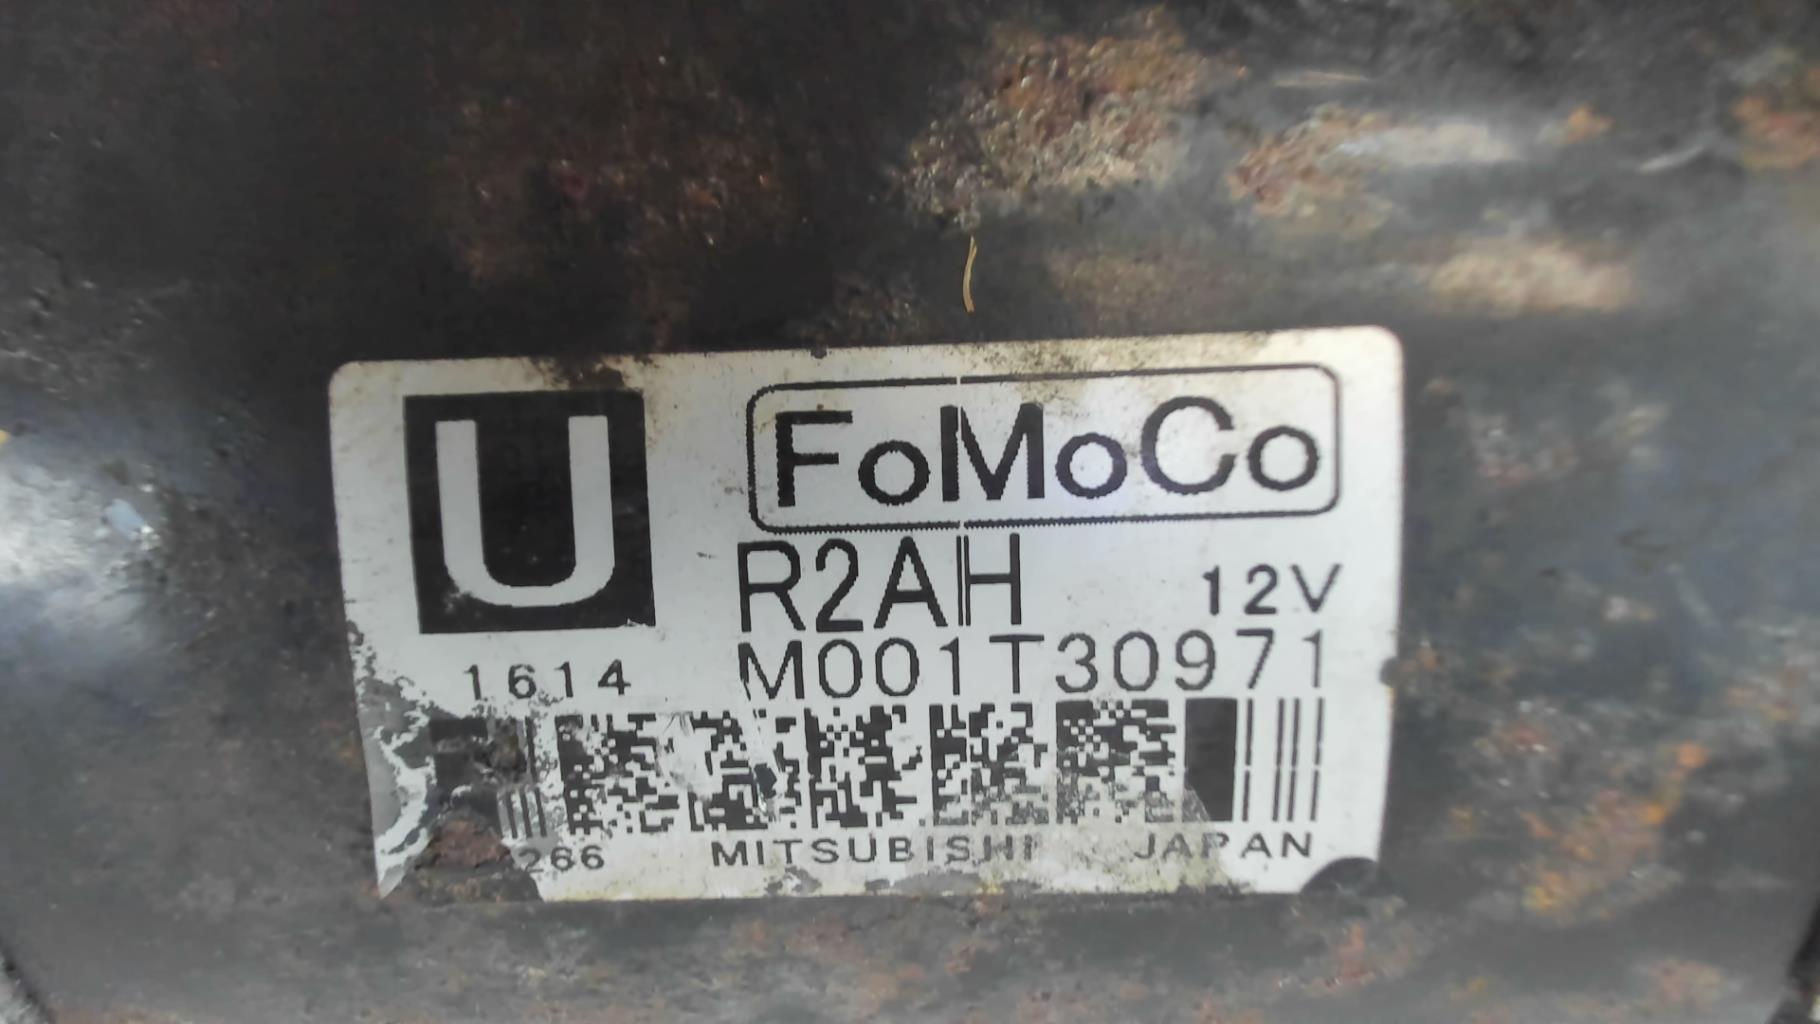 U
FoMoCo
R2AH 12V
M001T30971
1614
266 MITSUBISHI JAPAN